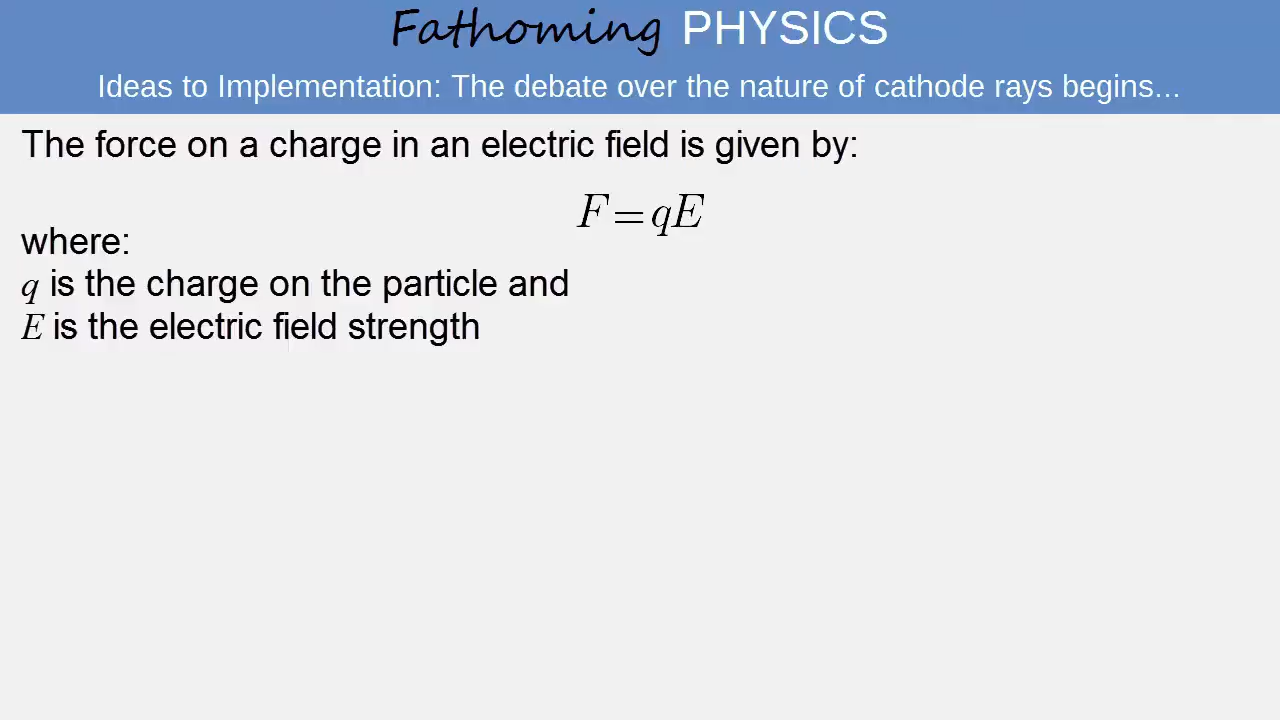 Fathoming PHYSICS
Ideas to Implementation: The debate over the nature of cathode rays begins...
The force on a charge in an electric field is given by:
F=qE
where:
q is the charge on the particle and
E is the electric field strength